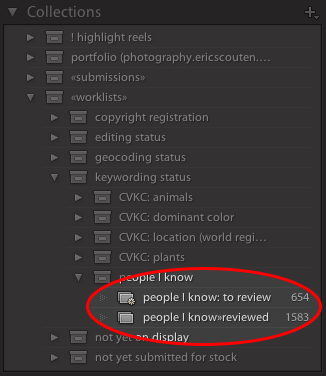 Collections
! highlight reels
portfolio (photography.ericscouten....
«submissions»
«worklists»
copyright registration
editing status
geocoding status
keywording status
CVKC: animals
CVKC: dominant color
CVKC: location (world regi...
CVKC: plants
people I know
people I know: to review 654
people I know»reviewed 1583
not yet on display
not yet submitted for stock